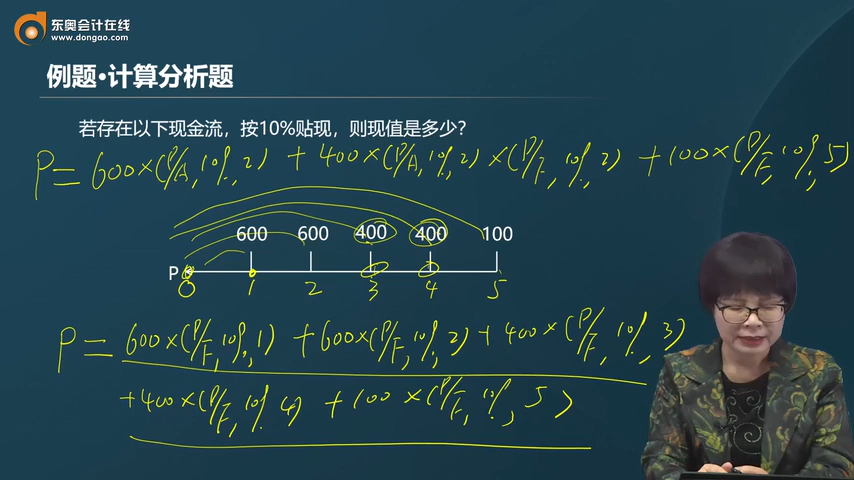 东奥会计在线
www.dongao.com
例题•计算分析题
若存在以下现金流，按10%贴现，则现值是多少？
P=600×(P/A,10%,2)+400×(P/A,10%,2)×(P/F,10%,2)+100×(P/F,10%,5)
600 600 400 400 100
P
0 1 2 3 4 5
P=600×(P/F,10%,1)+600×(P/F,10%,2)+400×(P/F,10%,3)
+400×(P/F,10%,4)+100×(P/F,10%,5)